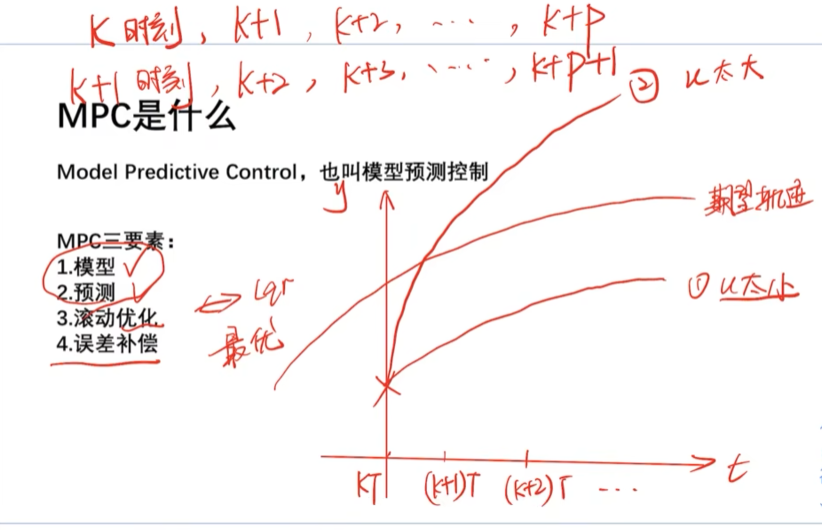 K时刻, K+1, K+2, ..., K+P
K+1时刻, K+2, K+3, ..., K+P+1
MPC是什么
② u太大
Model Predictive Control，也叫模型预测控制
y
期望轨迹
MPC三要素：
1.模型 ✓
2.预测 ✓
3.滚动优化
4.误差补偿
⇔ lqr
最优
① u太小
KT (K+1)T (K+2)T ... t